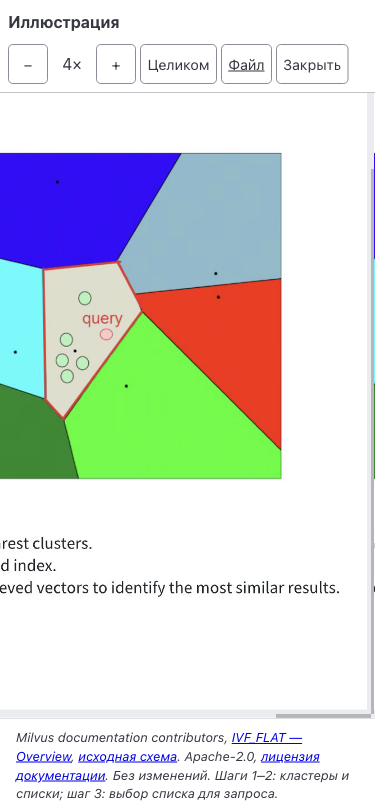 Иллюстрация
− 4× + Целиком Файл Закрыть
query
rest clusters.
d index.
eved vectors to identify the most similar results.
Milvus documentation contributors, IVF_FLAT —
Overview, исходная схема. Apache-2.0, лицензия
документации. Без изменений. Шаги 1–2: кластеры и
списки; шаг 3: выбор списка для запроса.